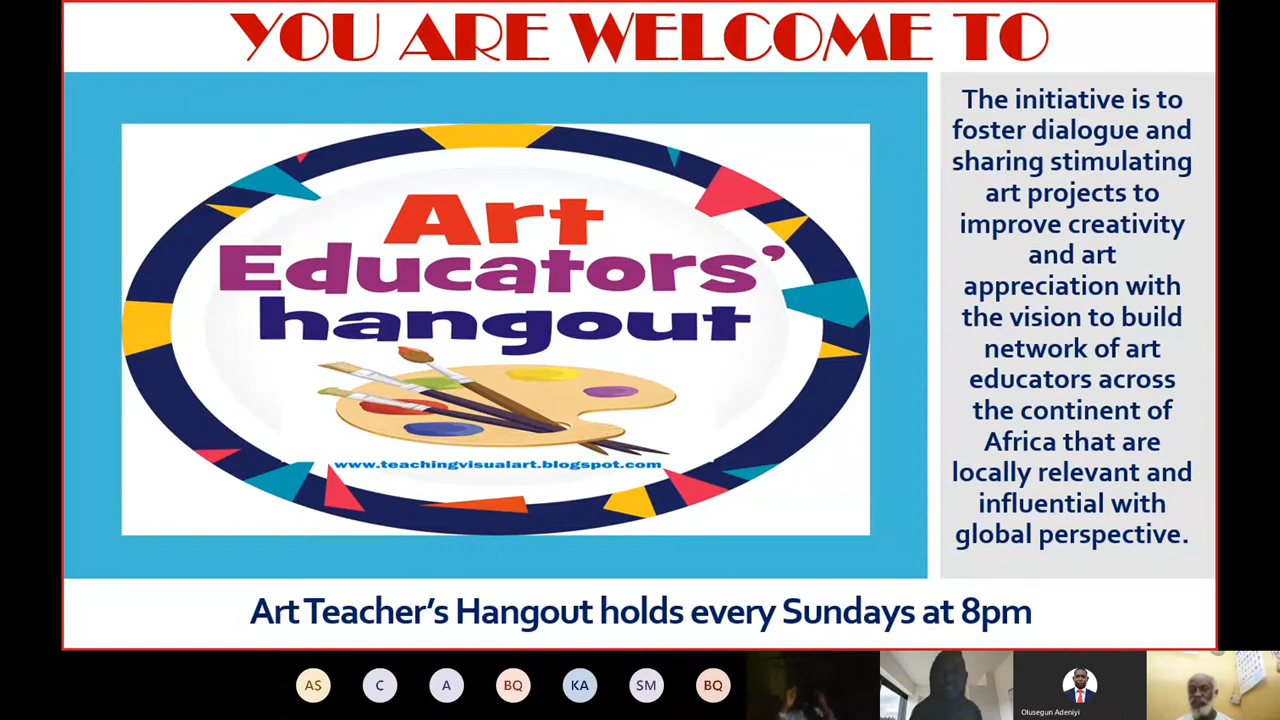 YOU ARE WELCOME TO
Art
Educators'
hangout
www.teachingvisualart.blogspot.com
The initiative is to
foster dialogue and
sharing stimulating
art projects to
improve creativity
and art
appreciation with
the vision to build
network of art
educators across
the continent of
Africa that are
locally relevant and
influential with
global perspective.
Art Teacher's Hangout holds every Sundays at 8pm
AS C A BQ KA SM BQ
Olusegun Adeniyi